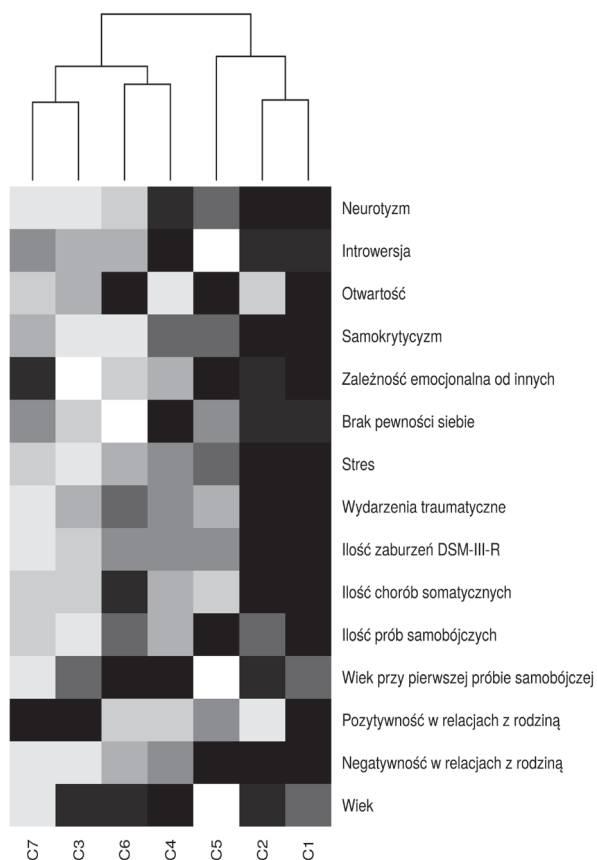 Neurotyzm
Introwersja
Otwartość
Samokrytycyzm
Zależność emocjonalna od innych
Brak pewności siebie
Stres
Wydarzenia traumatyczne
Ilość zaburzeń DSM-III-R
Ilość chorób somatycznych
Ilość prób samobójczych
Wiek przy pierwszej próbie samobójczej
Pozytywność w relacjach z rodziną
Negatywność w relacjach z rodziną
Wiek
C7 C3 C6 C4 C5 C2 C1